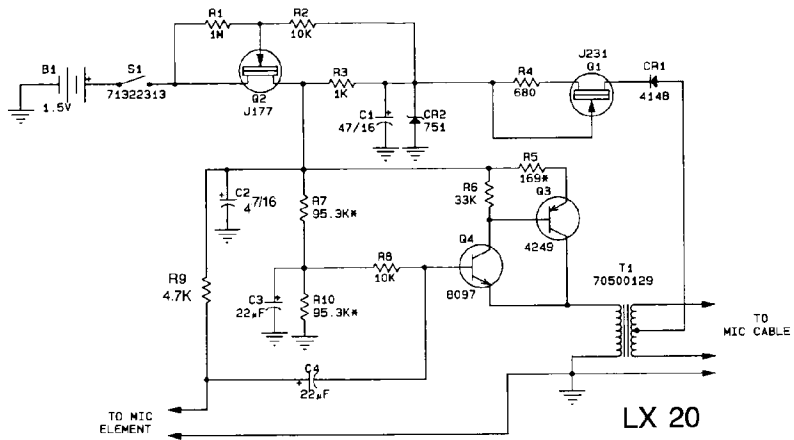 R1
1M
R2
10K
J231
Q1
B1
1.5V
S1
71322313
Q2
J177
R3
1K
R4
680
CR1
4148
C1
47/16
CR2
751
C2
47/16
R7
95.3K*
R6
33K
R5
169*
Q3
4249
R9
4.7K
R8
10K
Q4
8097
T1
70500129
C3
22µF
R10
95.3K*
C4
22µF
TO
MIC CABLE
TO MIC
ELEMENT
LX 20